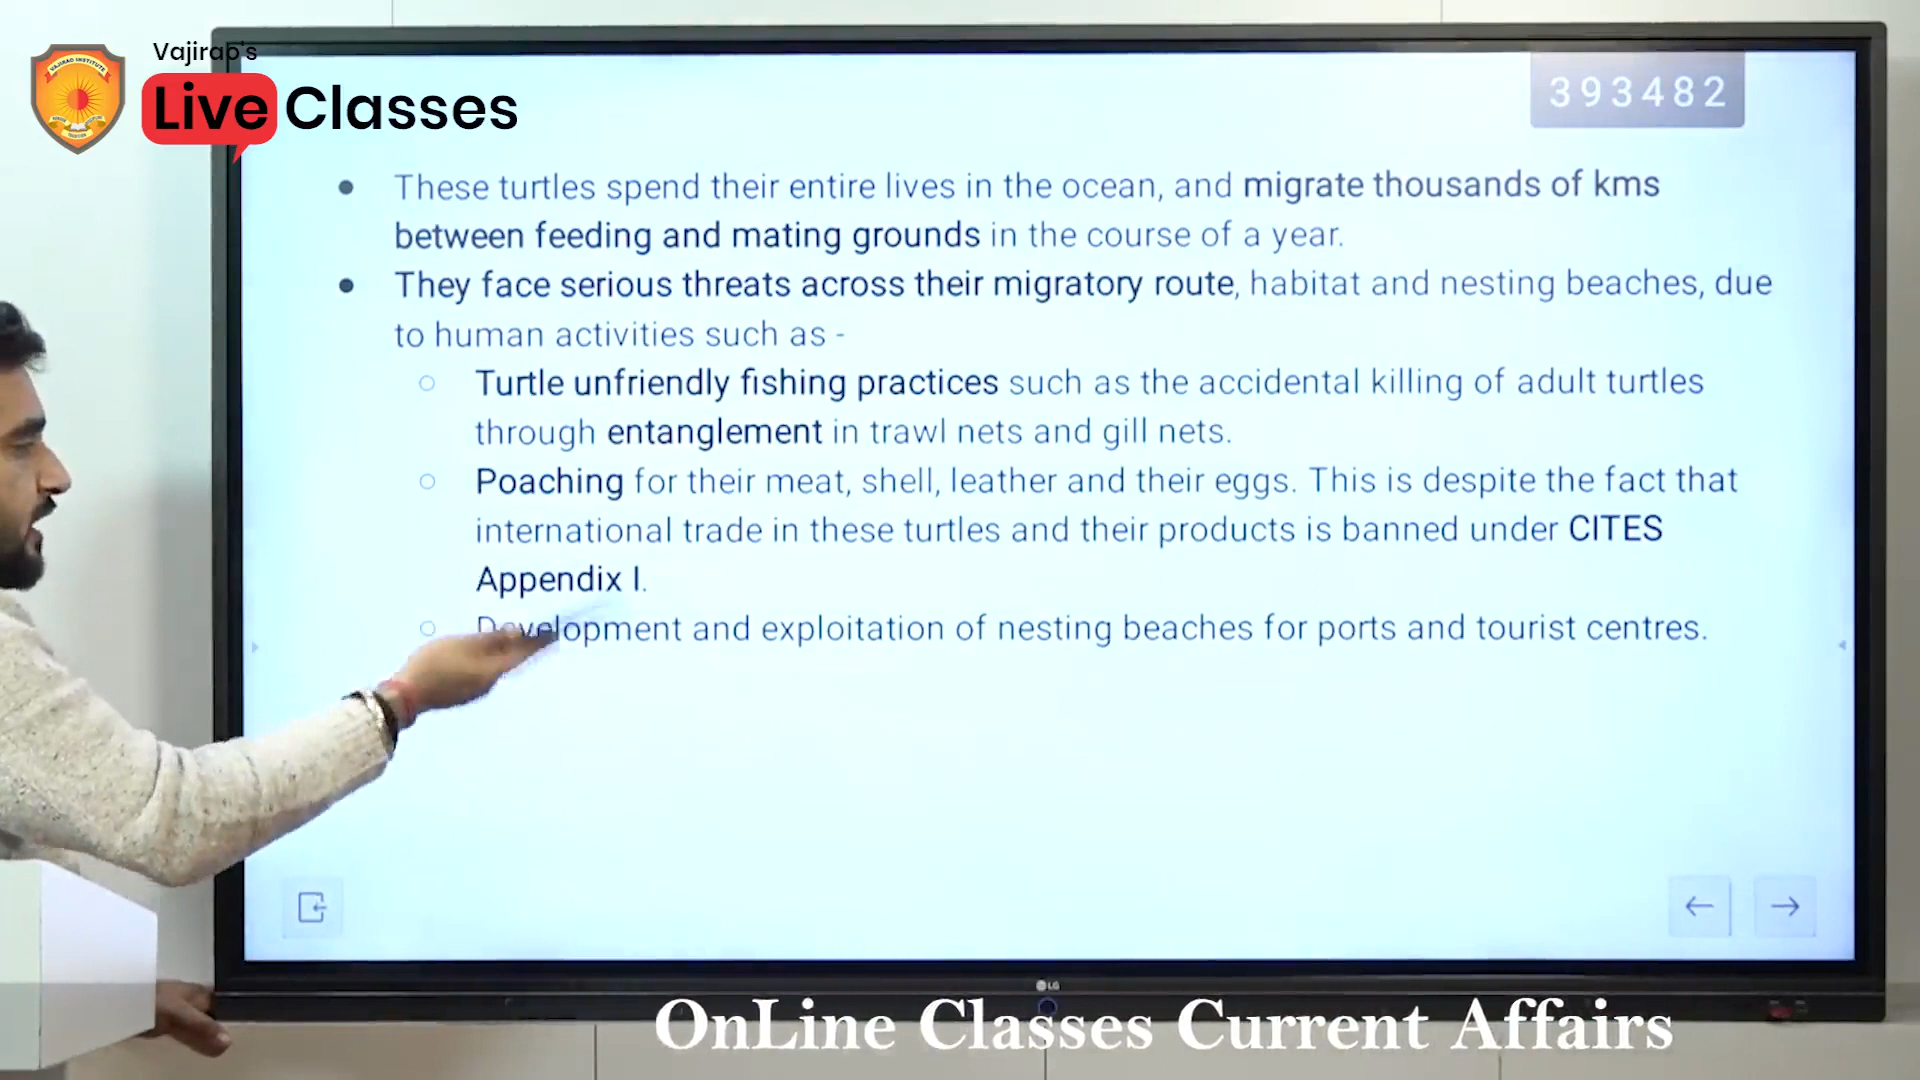 Vajirao's
Live Classes
VAJIRAO INSTITUTE
393482
● These turtles spend their entire lives in the ocean, and migrate thousands of kms
between feeding and mating grounds in the course of a year.
● They face serious threats across their migratory route, habitat and nesting beaches, due
to human activities such as -
○ Turtle unfriendly fishing practices such as the accidental killing of adult turtles
through entanglement in trawl nets and gill nets.
○ Poaching for their meat, shell, leather and their eggs. This is despite the fact that
international trade in these turtles and their products is banned under CITES
Appendix I.
○ Development and exploitation of nesting beaches for ports and tourist centres.
LG
OnLine Classes Current Affairs